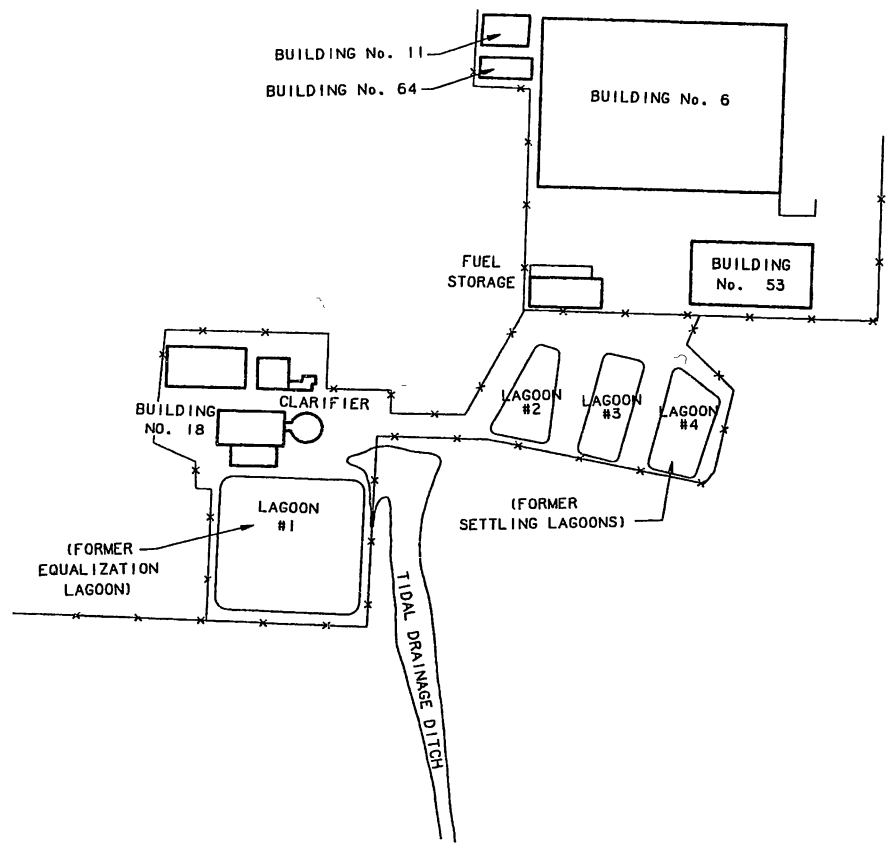 BUILDING No. 11
BUILDING No. 64
BUILDING No. 6
FUEL
STORAGE
BUILDING
No. 53
CLARIFIER
BUILDING
NO. 18
LAGOON
#2
LAGOON
#3
LAGOON
#4
LAGOON
#1
(FORMER
SETTLING LAGOONS)
(FORMER
EQUALIZATION
LAGOON)
TIDAL DRAINAGE DITCH